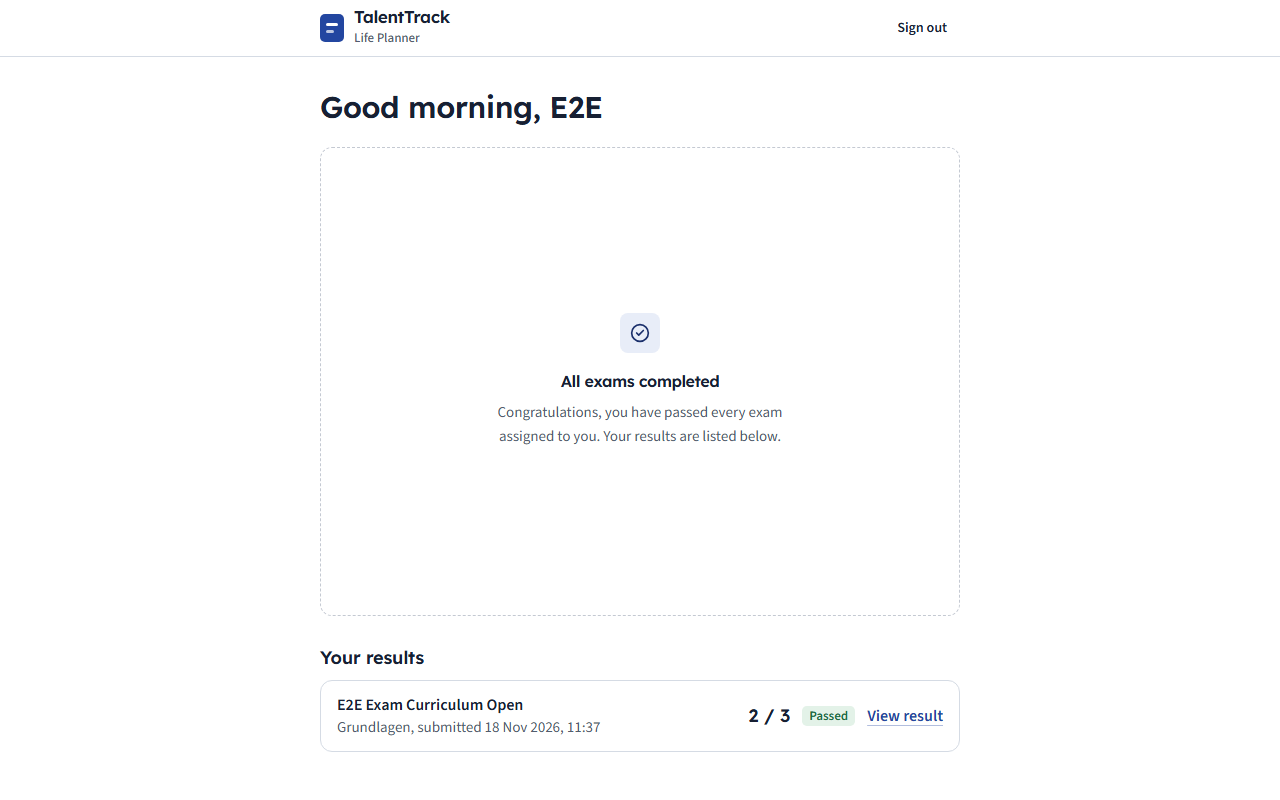 TalentTrack
Life Planner
Sign out
Good morning, E2E
All exams completed
Congratulations, you have passed every exam
assigned to you. Your results are listed below.
Your results
E2E Exam Curriculum Open
Grundlagen, submitted 18 Nov 2026, 11:37
2 / 3
Passed
View result